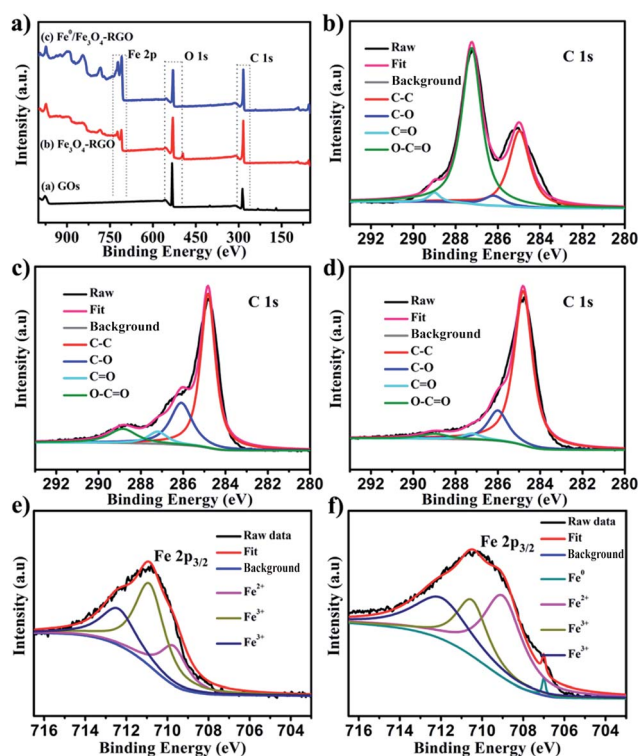 a)
(c) Fe⁰/Fe₃O₄-RGO
Fe 2p
O 1s
C 1s
(b) Fe₃O₄-RGO
(a) GOs
Intensity (a.u.)
900 750 600 450 300 150
Binding Energy (eV)
b)
C 1s
Raw
Fit
Background
C-C
C-O
C=O
O-C=O
Intensity (a.u)
292 290 288 286 284 282 280
Binding Energy (eV)
c)
C 1s
Raw
Fit
Background
C-C
C-O
C=O
O-C=O
Intensity (a.u)
292 290 288 286 284 282 280
Binding Energy (eV)
d)
C 1s
Raw
Fit
Background
C-C
C-O
C=O
O-C=O
Intensity (a.u)
292 290 288 286 284 282 280
Binding Energy (eV)
e)
Fe 2p₃/₂
Raw data
Fit
Background
Fe²⁺
Fe³⁺
Fe³⁺
Intensity (a.u)
716 714 712 710 708 706 704
Binding Energy (eV)
f)
Fe 2p₃/₂
Raw data
Fit
Background
Fe⁰
Fe²⁺
Fe³⁺
Fe³⁺
Intensity (a.u)
716 714 712 710 708 706 704
Binding Energy (eV)